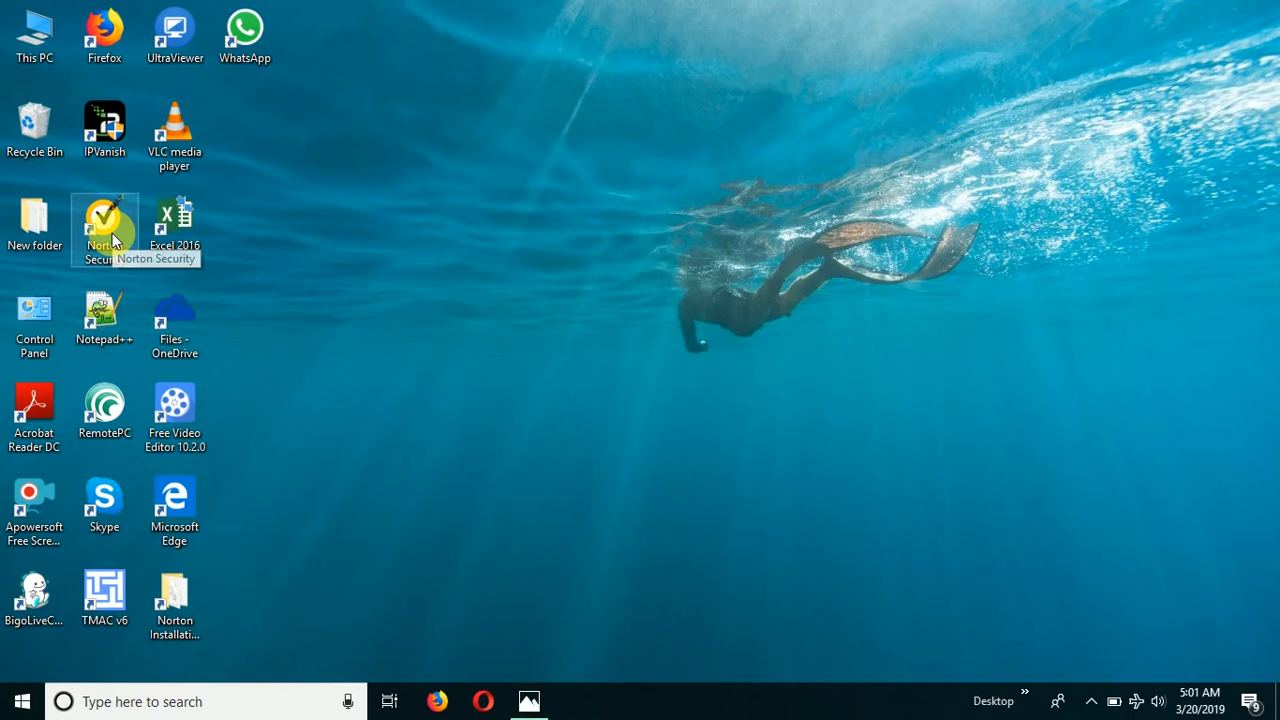 This PC
Firefox
UltraViewer
WhatsApp
Recycle Bin
IPVanish
VLC media
player
New folder
Norton
Excel 2016
Norton Security
Control
Panel
Notepad++
Files -
OneDrive
Acrobat
Reader DC
RemotePC
Free Video
Editor 10.2.0
Apowersoft
Free Scre...
Skype
Microsoft
Edge
BigoLiveC...
TMAC v6
Norton
Installati...
Type here to search
Desktop
»
5:01 AM
3/20/2019
9